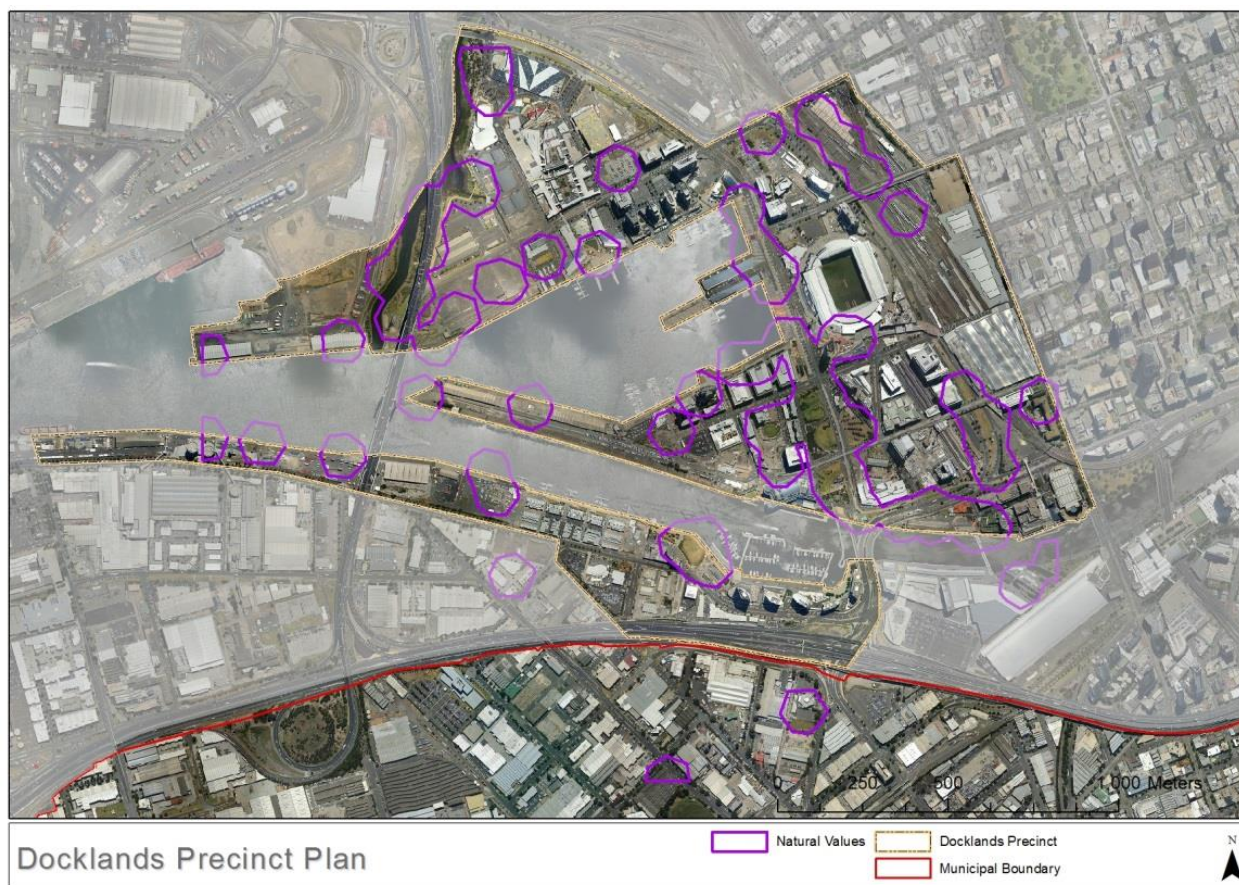 0 250 500 1,000 Meters
Docklands Precinct Plan
Natural Values
Docklands Precinct
Municipal Boundary
N